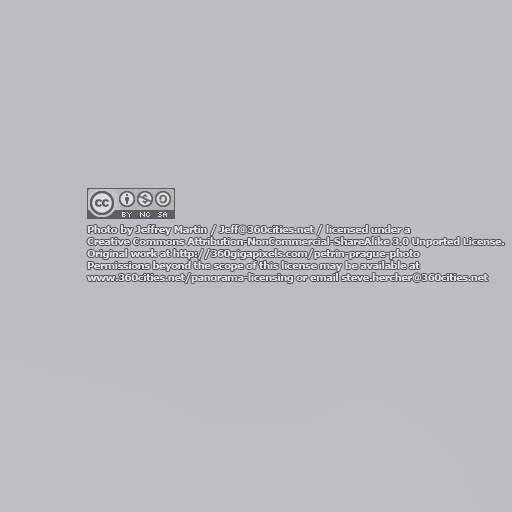 cc
BY NC SA
Photo by Jeffrey Martin / Jeff@360cities.net / licensed under a
Creative Commons Attribution-NonCommercial-ShareAlike 3.0 Unported License.
Original work at http://360gigapixels.com/petrin-prague-photo
Permissions beyond the scope of this license may be available at
www.360cities.net/panorama-licensing or email steve.hercher@360cities.net